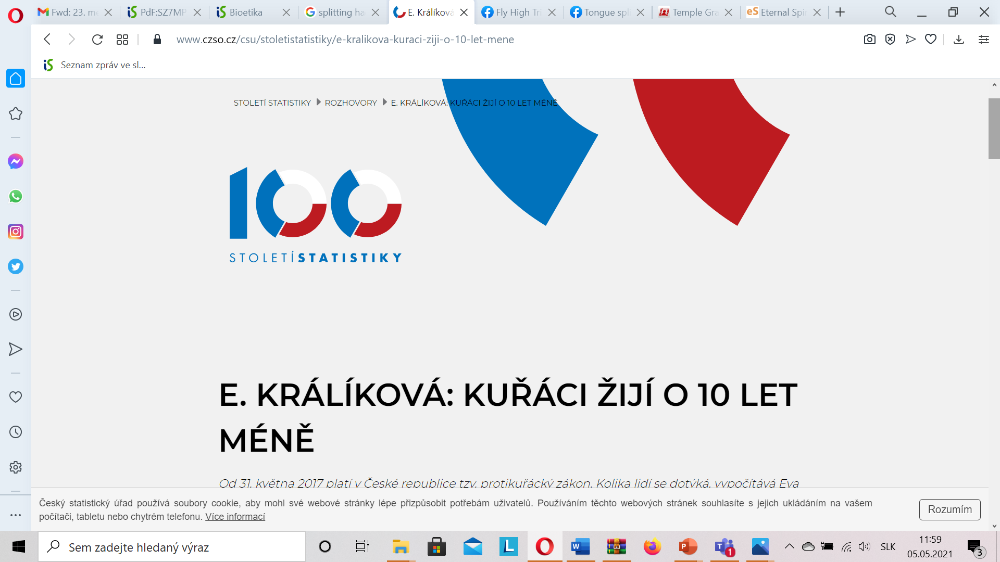 Fwd: 23. me
PdF:SZ7MP
Bioetika
splitting ha
E. Králíková
Fly High Tri
Tongue spl
Temple Gra
Eternal Spir
www.czso.cz/csu/stoletistatistiky/e-kralikova-kuraci-ziji-o-10-let-mene
Seznam zpráv ve sl...
STOLETÍ STATISTIKY ROZHOVORY E. KRÁLÍKOVÁ: KUŘÁCI ŽIJÍ O 10 LET MÉNĚ
100
STOLETÍSTATISTIKY
E. KRÁLÍKOVÁ: KUŘÁCI ŽIJÍ O 10 LET
MÉNĚ
Od 31. května 2017 platí v České republice tzv. protikuřácký zákon. Kolika lidí se dotýká, vypočítává Eva
Český statistický úřad používá soubory cookie, aby mohl své webové stránky lépe přizpůsobit potřebám uživatelů. Používáním těchto webových stránek souhlasíte s jejich ukládáním na vašem
počítači, tabletu nebo chytrém telefonu. Více informací
Rozumím
Sem zadejte hledaný výraz
SLK
11:59
05.05.2021
1
3